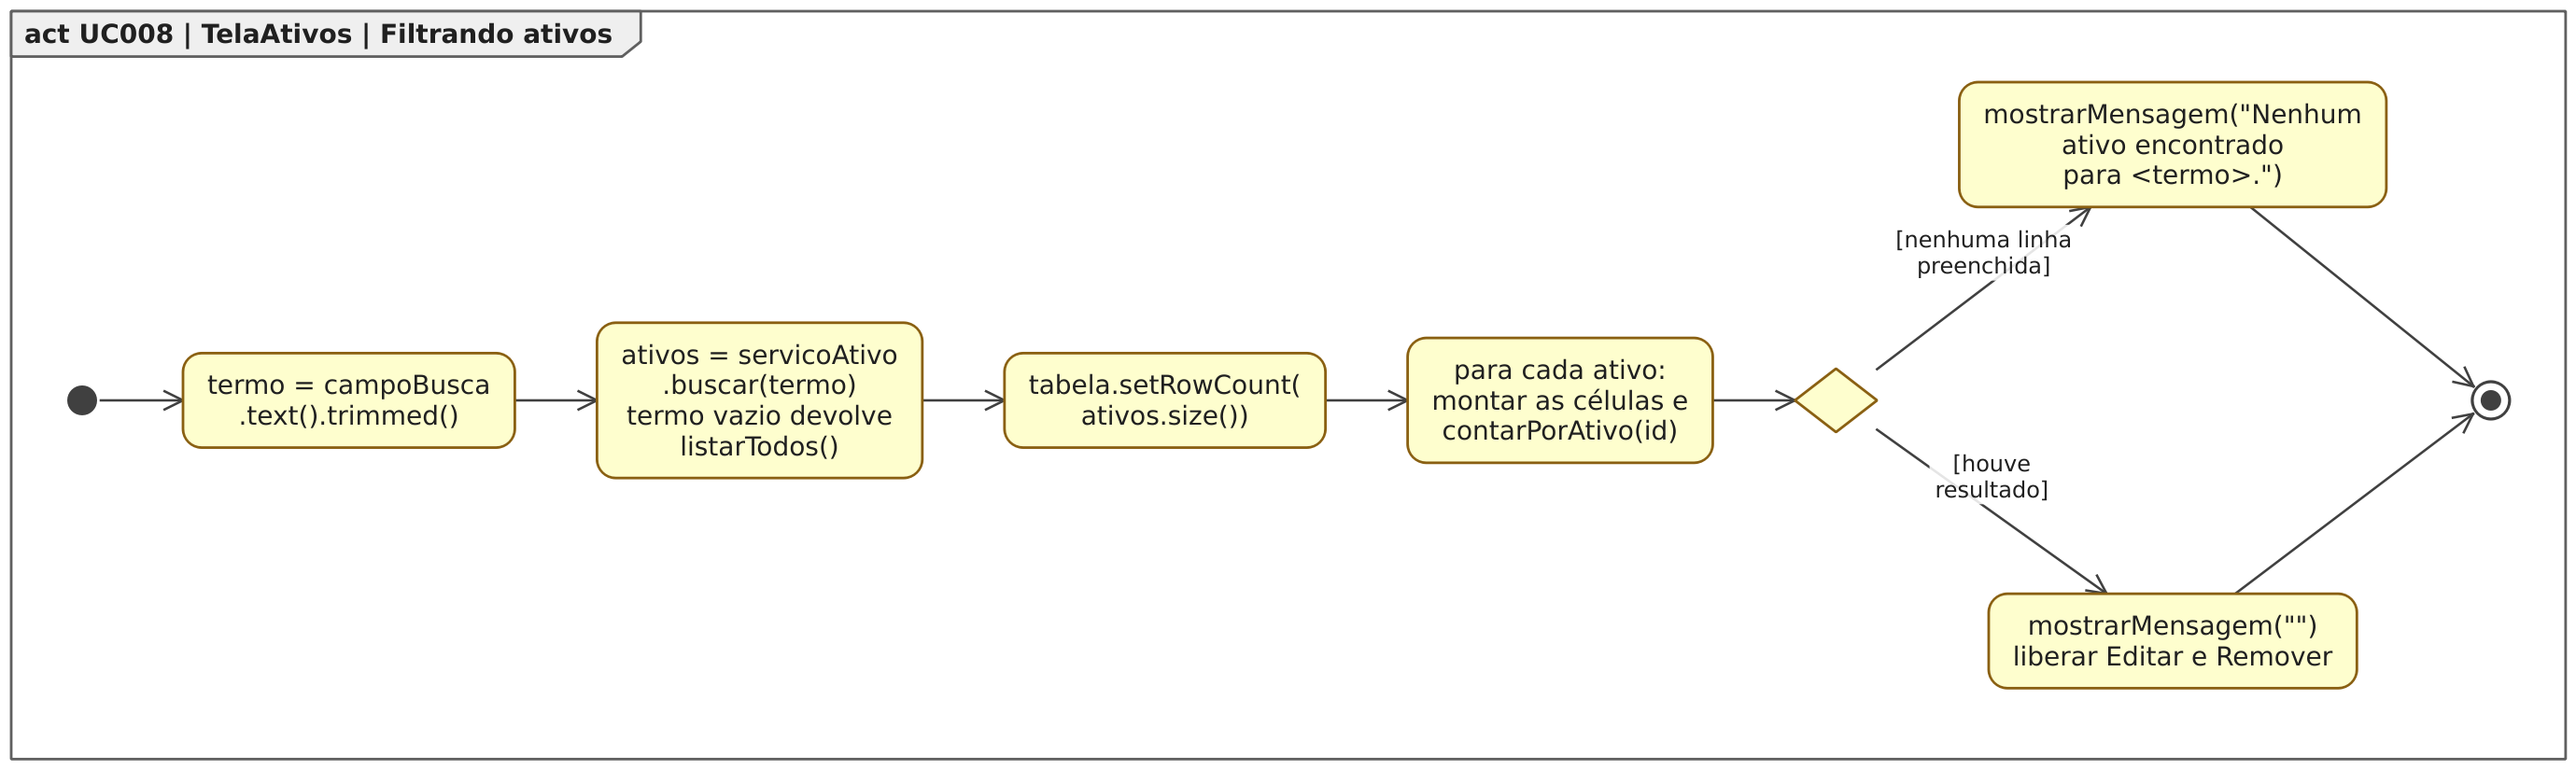 act UC008 | TelaAtivos | Filtrando ativos
mostrarMensagem("Nenhum
ativo encontrado
para <termo>.")
[nenhuma linha
preenchida]
termo = campoBusca
.text().trimmed()
ativos = servicoAtivo
.buscar(termo)
termo vazio devolve
listarTodos()
tabela.setRowCount(
ativos.size())
para cada ativo:
montar as células e
contarPorAtivo(id)
[houve
resultado]
mostrarMensagem("")
liberar Editar e Remover